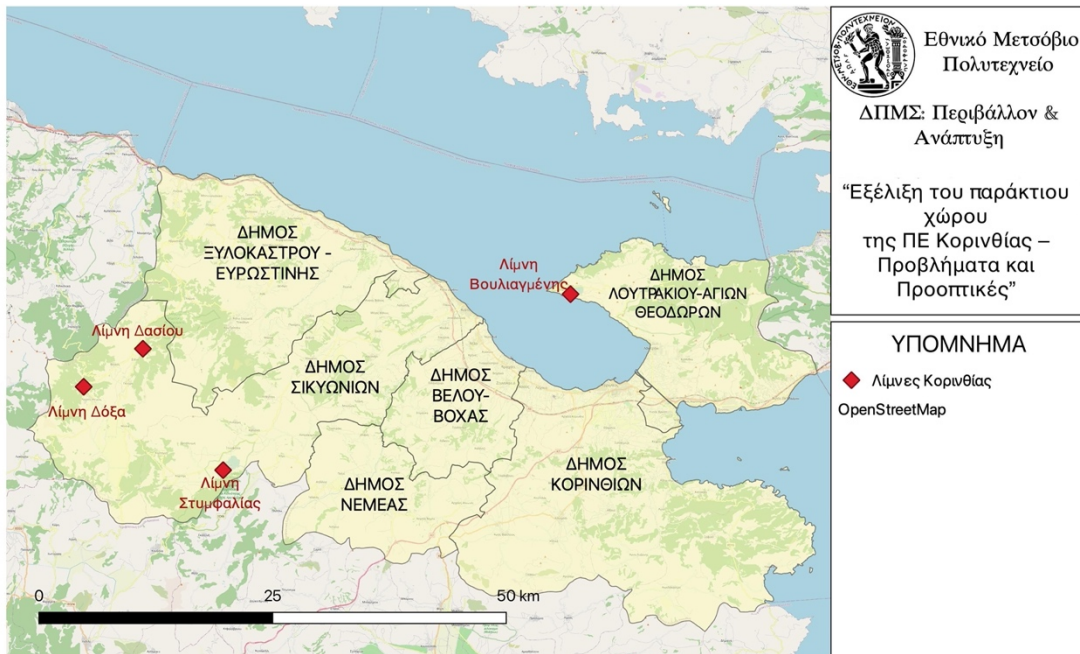 ΔΗΜΟΣ
ΞΥΛΟΚΑΣΤΡΟΥ -
ΕΥΡΩΣΤΙΝΗΣ
Λίμνη
Βουλιαγμένης
ΔΗΜΟΣ
ΛΟΥΤΡΑΚΙΟΥ-ΑΓΙΩΝ
ΘΕΟΔΩΡΩΝ
Λίμνη Δασίου
Λίμνη Δόξα
ΔΗΜΟΣ
ΣΙΚΥΩΝΙΩΝ
ΔΗΜΟΣ
ΒΕΛΟΥ-
ΒΟΧΑΣ
Λίμνη
Στυμφαλίας
ΔΗΜΟΣ
ΝΕΜΕΑΣ
ΔΗΜΟΣ
ΚΟΡΙΝΘΙΩΝ
0 25 50 km
Εθνικό Μετσόβιο
Πολυτεχνείο
ΔΠΜΣ: Περιβάλλον &
Ανάπτυξη
“Εξέλιξη του παράκτιου
χώρου
της ΠΕ Κορινθίας –
Προβλήματα και
Προοπτικές”
ΥΠΟΜΝΗΜΑ
Λίμνες Κορινθίας
OpenStreetMap